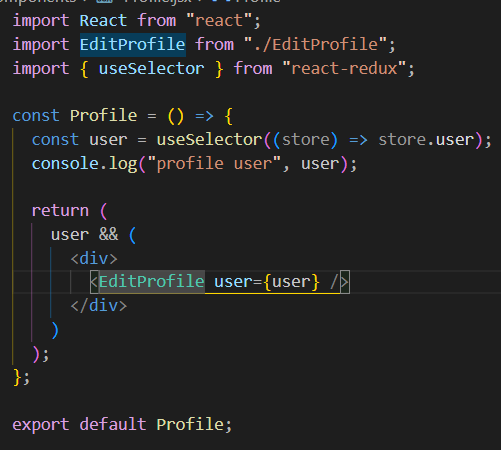 import React from "react";
import EditProfile from "./EditProfile";
import { useSelector } from "react-redux";
const Profile = () => {
const user = useSelector((store) => store.user);
console.log("profile user", user);
return (
user && (
<div>
<EditProfile user={user} />
</div>
)
);
};
export default Profile;